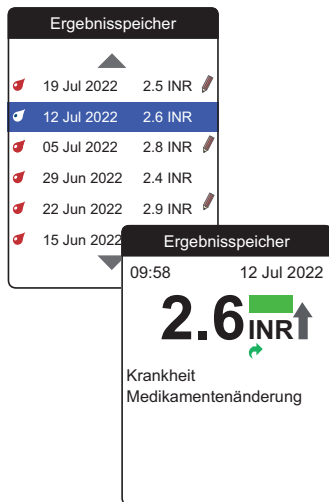 Ergebnisspeicher
19 Jul 2022 2.5 INR
12 Jul 2022 2.6 INR
05 Jul 2022 2.8 INR
29 Jun 2022 2.4 INR
22 Jun 2022 2.9 INR
15 Jun 2022
Ergebnisspeicher
09:58 12 Jul 2022
2.6 INR
Krankheit
Medikamentenänderung